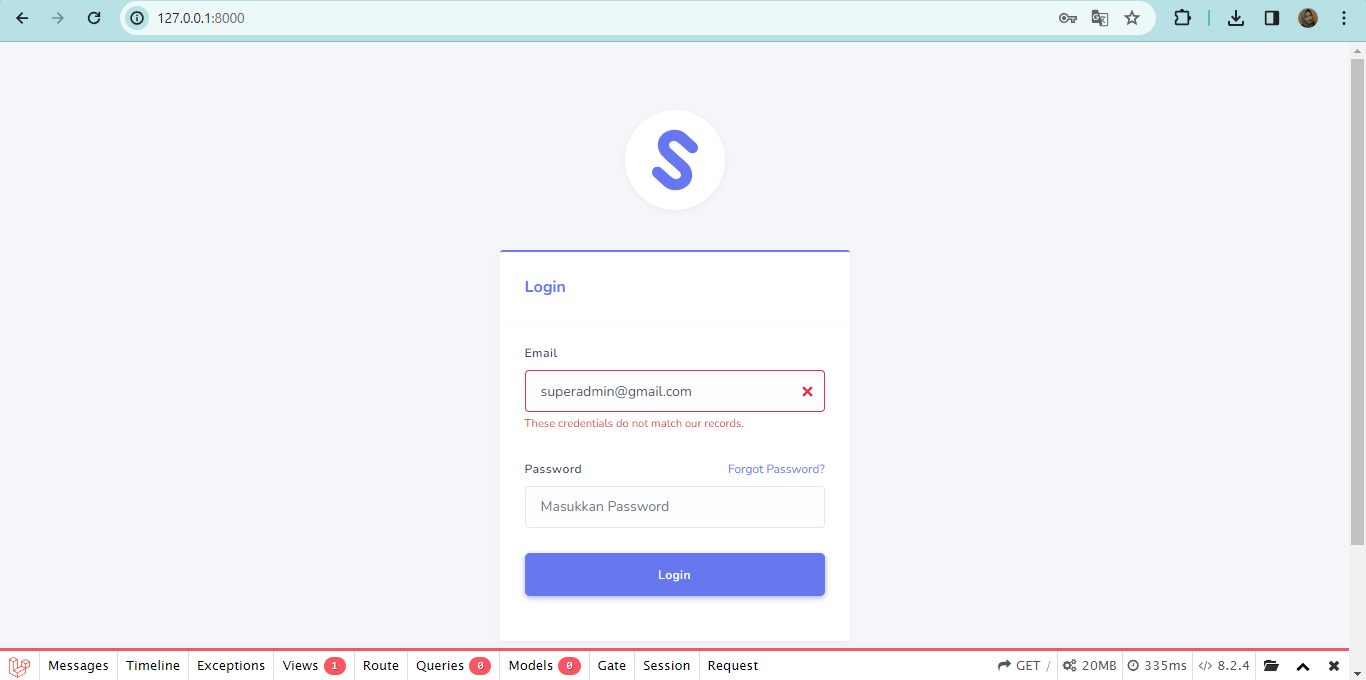 127.0.0.1:8000
S
Login
Email
superadmin@gmail.com
These credentials do not match our records.
Password Forgot Password?
Masukkan Password
Login
Messages Timeline Exceptions Views 1 Route Queries 0 Models 0 Gate Session Request GET / 20MB 335ms </> 8.2.4